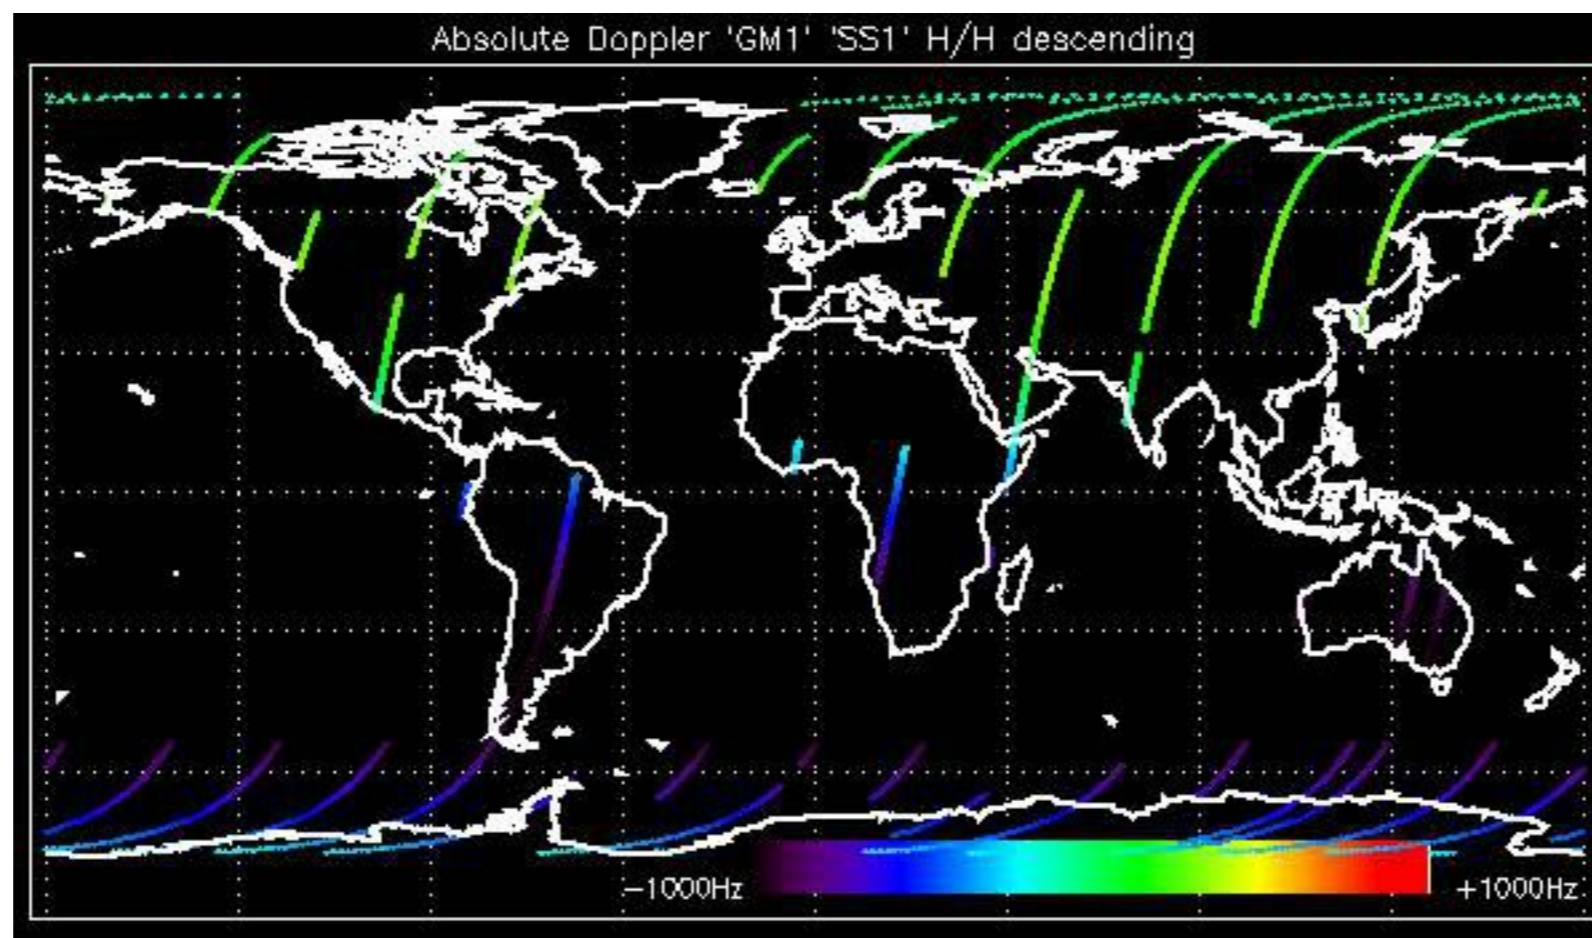 Absolute Doppler 'GM1' 'SS1' H/H descending
−1000Hz
+1000Hz